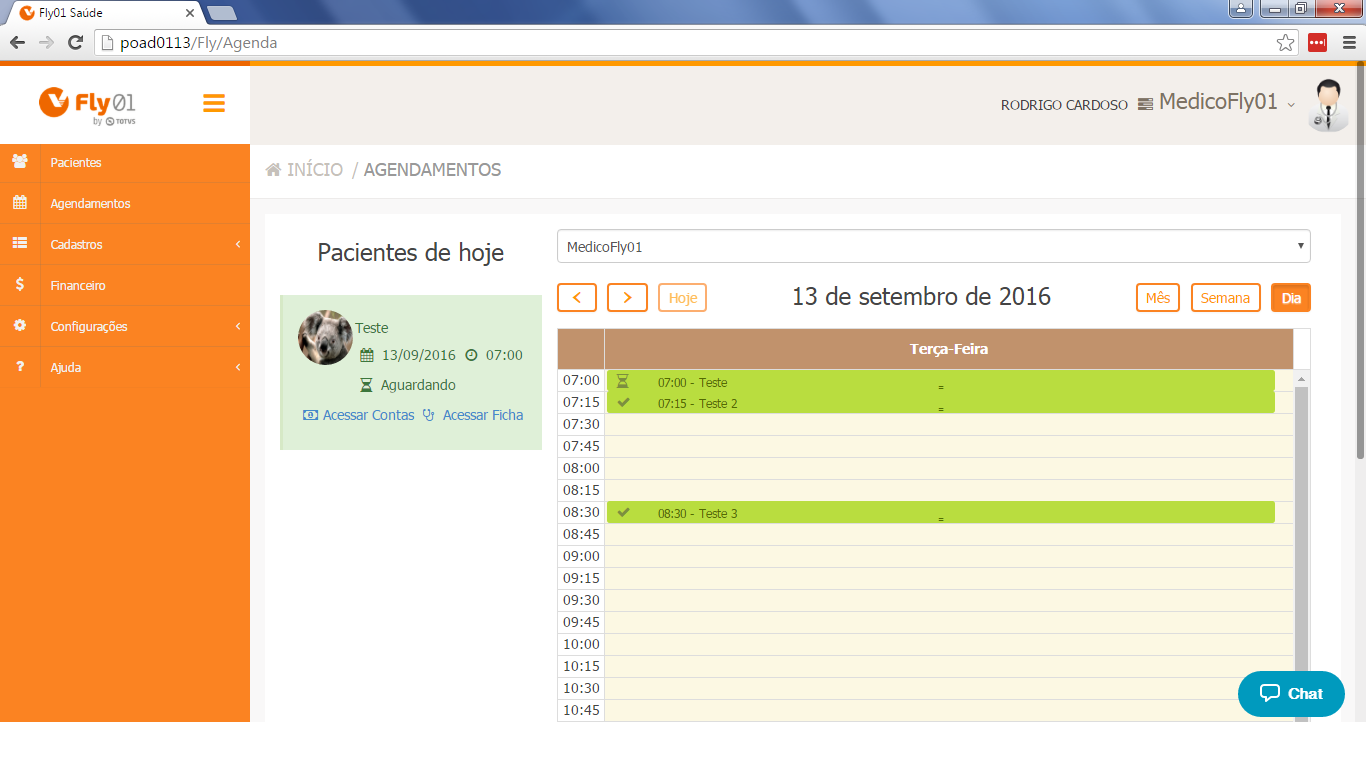 Fly01 Saúde
poad0113/Fly/Agenda
Fly01
by TOTVS
RODRIGO CARDOSO MedicoFly01
Pacientes
Agendamentos
Cadastros
Financeiro
Configurações
Ajuda
INÍCIO / AGENDAMENTOS
Pacientes de hoje
Teste
13/09/2016 07:00
Aguardando
Acessar Contas Acessar Ficha
MedicoFly01
Hoje
13 de setembro de 2016
Mês Semana Dia
Terça-Feira
07:00 07:00 - Teste
07:15 07:15 - Teste 2
07:30
07:45
08:00
08:15
08:30 08:30 - Teste 3
08:45
09:00
09:15
09:30
09:45
10:00
10:15
10:30
10:45
Chat